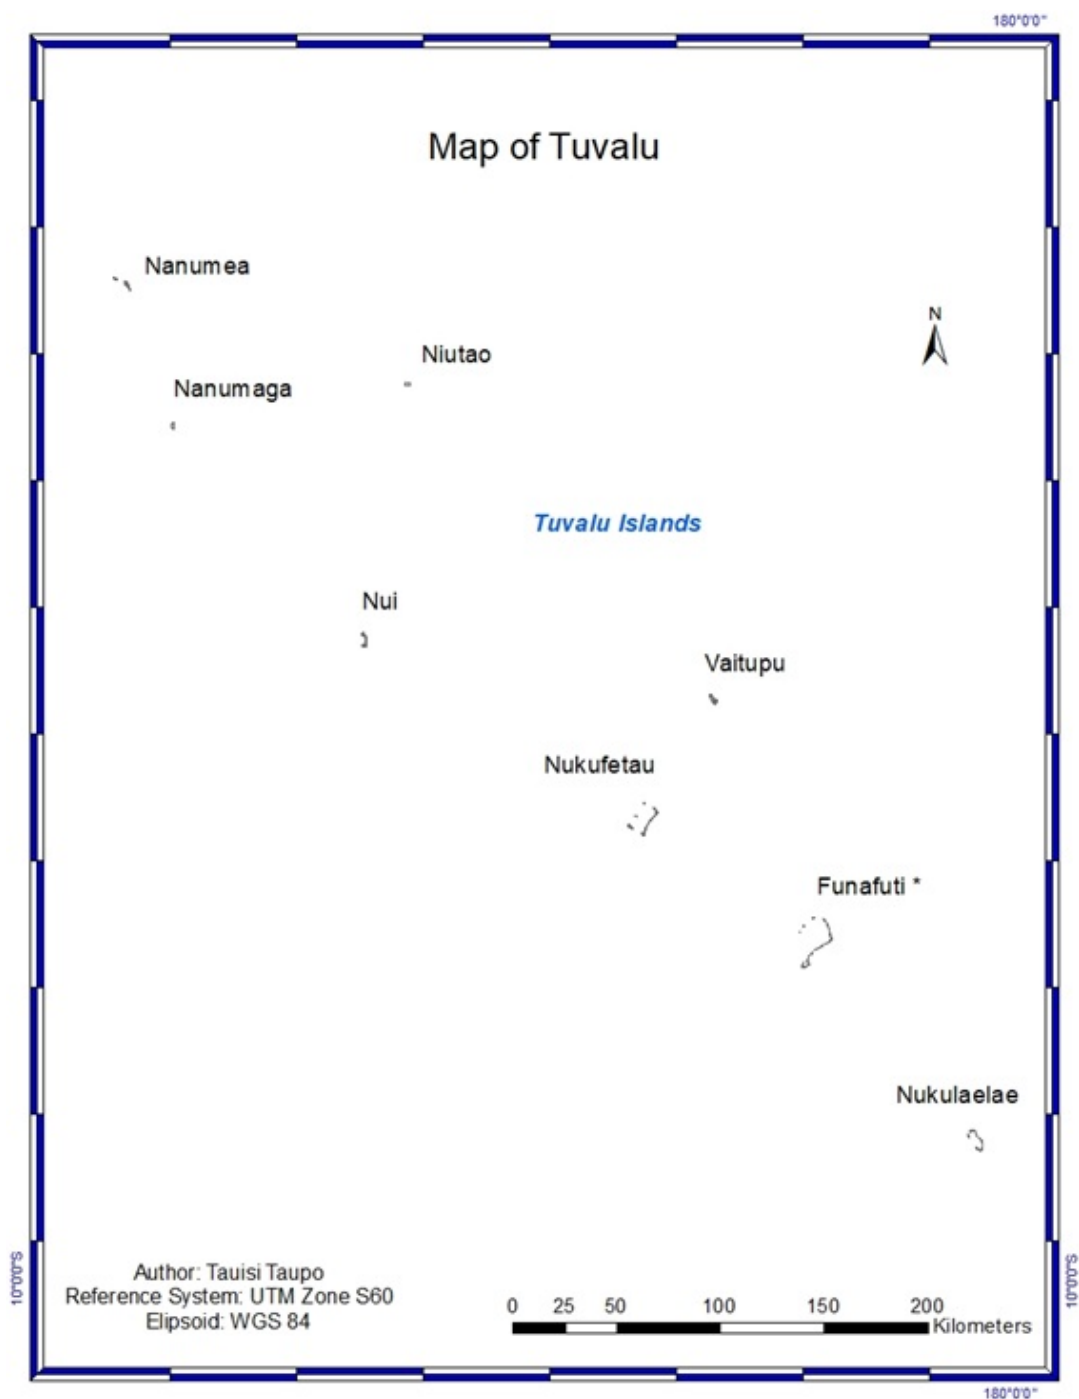 180°0'0"
Map of Tuvalu
Nanumea
N
Niutao
Nanumaga
Tuvalu Islands
Nui
Vaitupu
Nukufetau
Funafuti *
Nukulaelae
10°0'0"S
10°0'0"S
Author: Tauisi Taupo
Reference System: UTM Zone S60
Elipsoid: WGS 84
0 25 50 100 150 200
Kilometers
180°0'0"